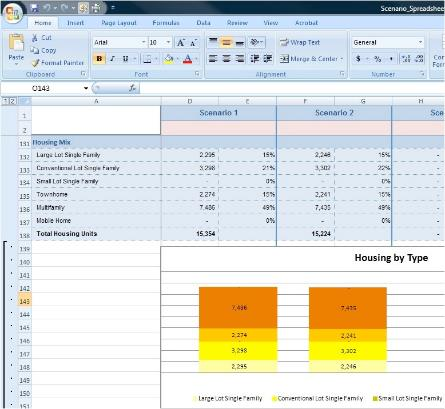 Scenario_Spreadshee
Home Insert Page Layout Formulas Data Review View Acrobat
Cut
Copy
Format Painter
Paste
Arial 10 A A
B I U
Wrap Text
Merge & Center
General
$ % ,
Con
For
Clipboard Font Alignment Number
O143 fx
1 2 A D E F G H
1 Scenario 1 Scenario 2 Sce
2
131 Housing Mix
132 Large Lot Single Family 2,295 15% 2,246 15% -
133 Conventional Lot Single Family 3,298 21% 3,302 22% -
134 Small Lot Single Family - 0% - 0% -
135 Townhome 2,274 15% 2,241 15% -
136 Multifamily 7,486 49% 7,435 49% -
137 Mobile Home - 0% - 0% -
138 Total Housing Units 15,354 15,224 -
139
140 Housing by Type
141
142
143 7,486 7,435
144
145
146 2,274 2,241
147 3,298 3,302
148 2,295 2,246
149
150 Large Lot Single Family Conventional Lot Single Family Small Lot Single Family
151